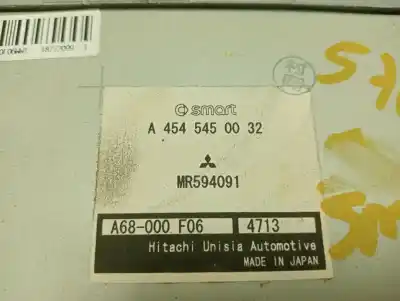 smart
A 454 545 00 32
MR594091
A68-000 F06 4713
Hitachi Unisia Automotive
MADE IN JAPAN